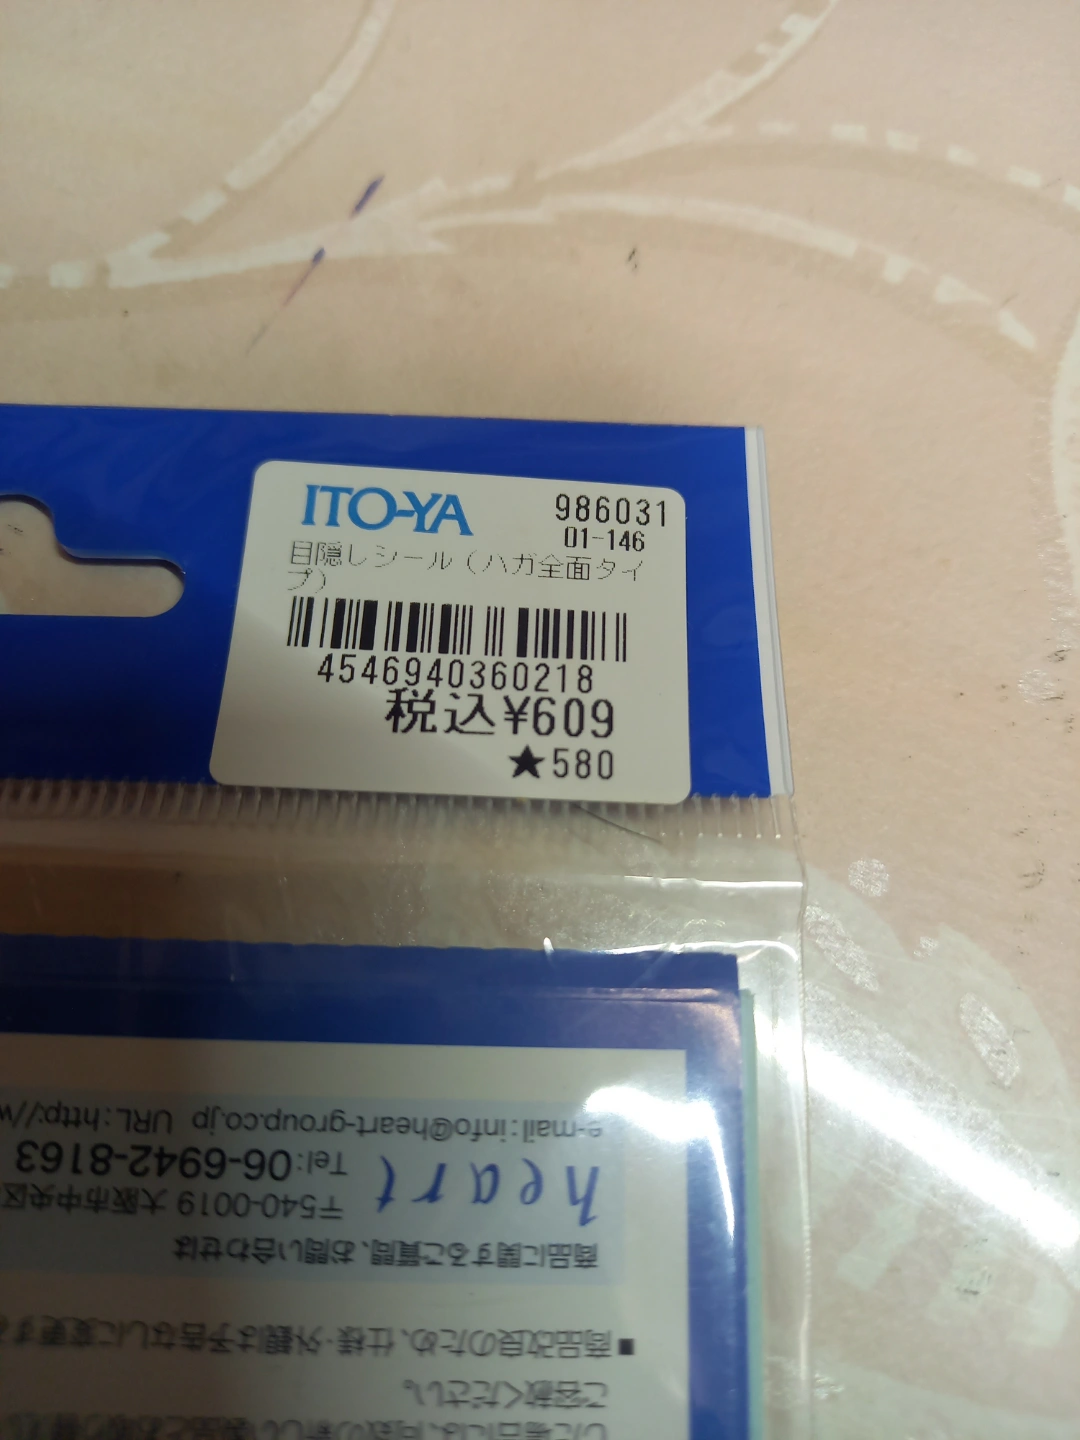 ITO-YA 986031
01-146
目隠しシール(ハガ全面タイ
プ)
4546940360218
税込¥609
★580
e-mail:info@heart-group.co.jp URL:http://w
heart Tel:06-6942-8163
〒540-0019 大阪市中央区
商品に関するご質問、お問い合わせは
■商品改良のため、仕様・外観は予告なしに変更する
ご容赦ください。